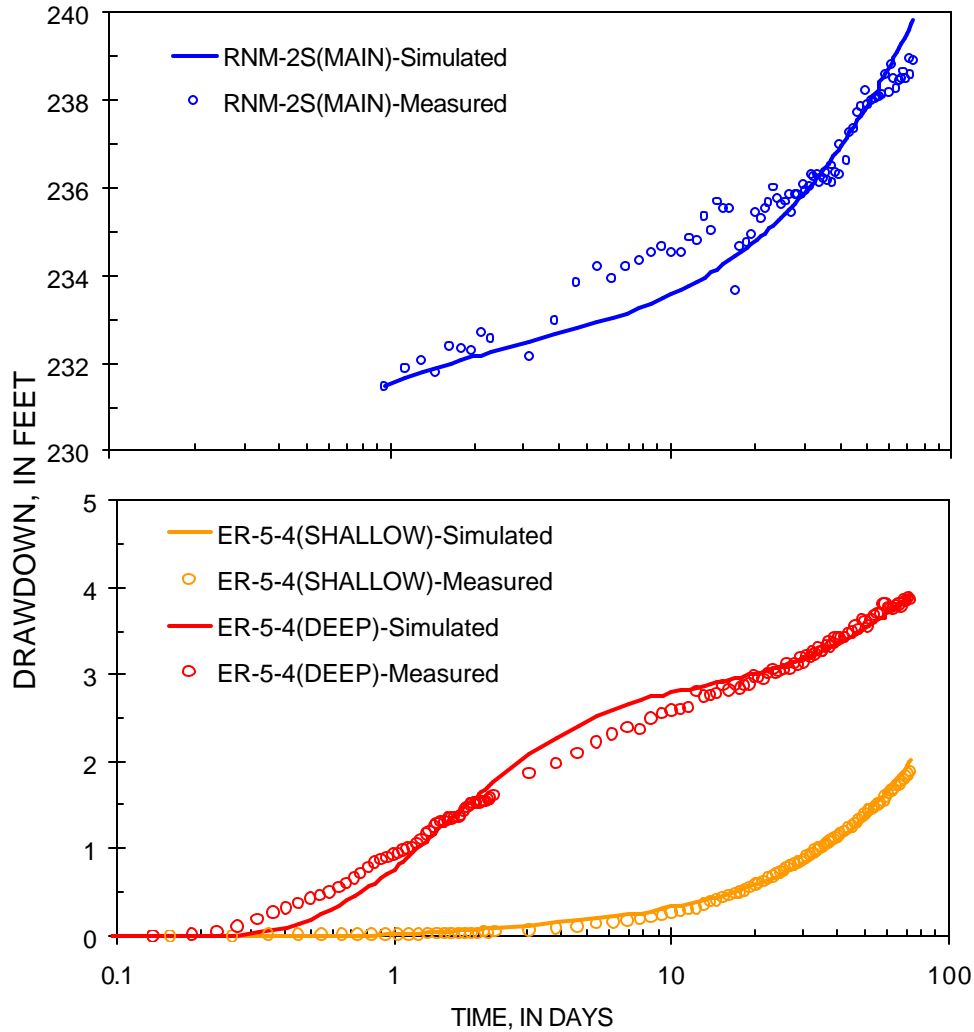 240
238
236
234
232
230
RNM-2S(MAIN)-Simulated
RNM-2S(MAIN)-Measured
DRAWDOWN, IN FEET
5
4
3
2
1
0
ER-5-4(SHALLOW)-Simulated
ER-5-4(SHALLOW)-Measured
ER-5-4(DEEP)-Simulated
ER-5-4(DEEP)-Measured
0.1
1
10
100
TIME, IN DAYS